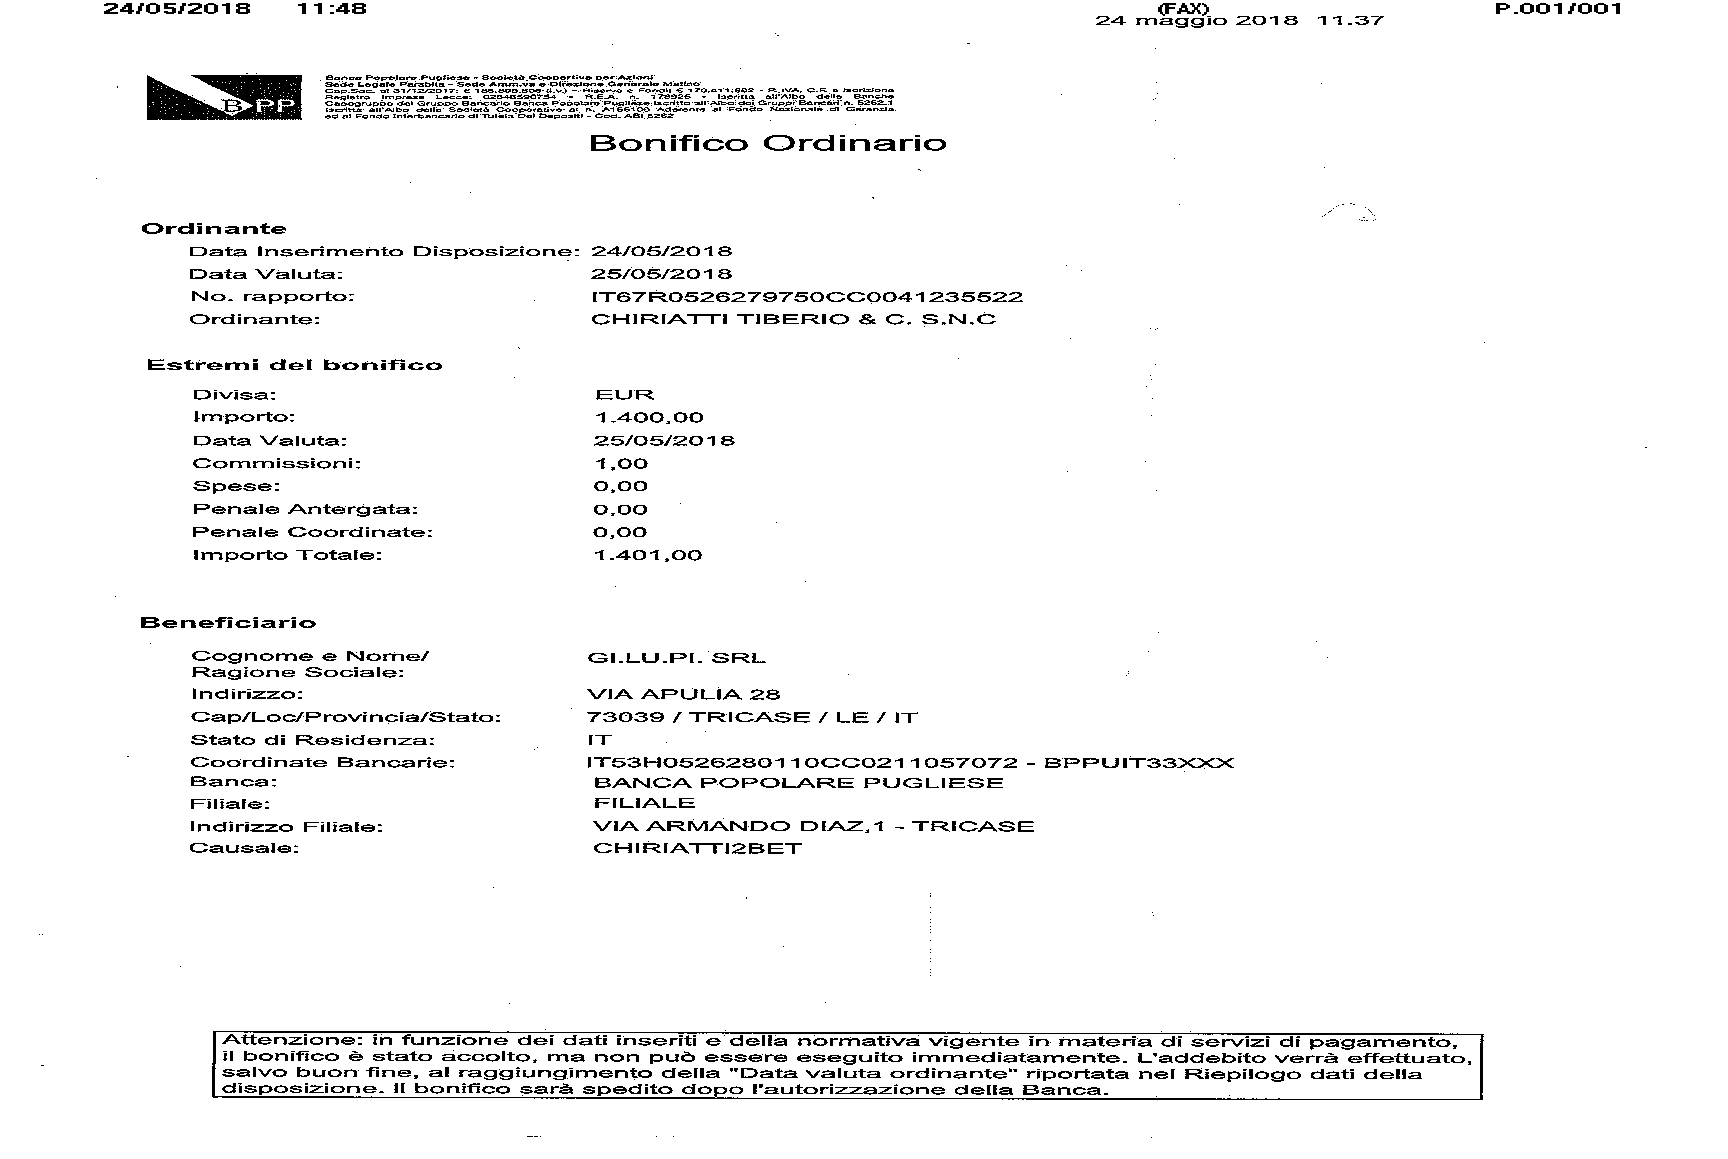 24/05/2018 11:48 (FAX) P.001/001
24 maggio 2018 11.37
BPP
Banca Popolare Pugliese - Società Cooperativa per Azioni
Sede Legale Parabita - Sede Amm.va e Direzione Generale Matino
Cap.Soc. al 31/12/2017: € - Riserve e Fondi € - P.IVA, C.F. e Iscrizione
Registro Imprese Lecce: 02848590754 - R.E.A. n. 176926 - Iscritta all'Albo delle Banche
Capogruppo del Gruppo Bancario Banca Popolare Pugliese iscritto all'Albo dei Gruppi Bancari n. 5262.1
Iscritta all'Albo delle Società Cooperative al n. A166106 Aderente al Fondo Nazionale di Garanzia
ed al Fondo Interbancario di Tutela Dei Depositi - Cod. ABI 5262
Bonifico Ordinario
Ordinante
Data Inserimento Disposizione: 24/05/2018
Data Valuta: 25/05/2018
No. rapporto: IT67R0526279750CC0041235522
Ordinante: CHIRIATTI TIBERIO & C. S.N.C
Estremi del bonifico
Divisa: EUR
Importo: 1.400,00
Data Valuta: 25/05/2018
Commissioni: 1,00
Spese: 0,00
Penale Antergata: 0,00
Penale Coordinate: 0,00
Importo Totale: 1.401,00
Beneficiario
Cognome e Nome/ GI.LU.PI. SRL
Ragione Sociale:
Indirizzo: VIA APULIA 28
Cap/Loc/Provincia/Stato: 73039 / TRICASE / LE / IT
Stato di Residenza: IT
Coordinate Bancarie: IT53H0526280110CC0211057072 - BPPUIT33XXX
Banca: BANCA POPOLARE PUGLIESE
Filiale: FILIALE
Indirizzo Filiale: VIA ARMANDO DIAZ,1 - TRICASE
Causale: CHIRIATTI2BET
Attenzione: in funzione dei dati inseriti e della normativa vigente in materia di servizi di pagamento,
il bonifico è stato accolto, ma non può essere eseguito immediatamente. L'addebito verrà effettuato,
salvo buon fine, al raggiungimento della "Data valuta ordinante" riportata nel Riepilogo dati della
disposizione. Il bonifico sarà spedito dopo l'autorizzazione della Banca.